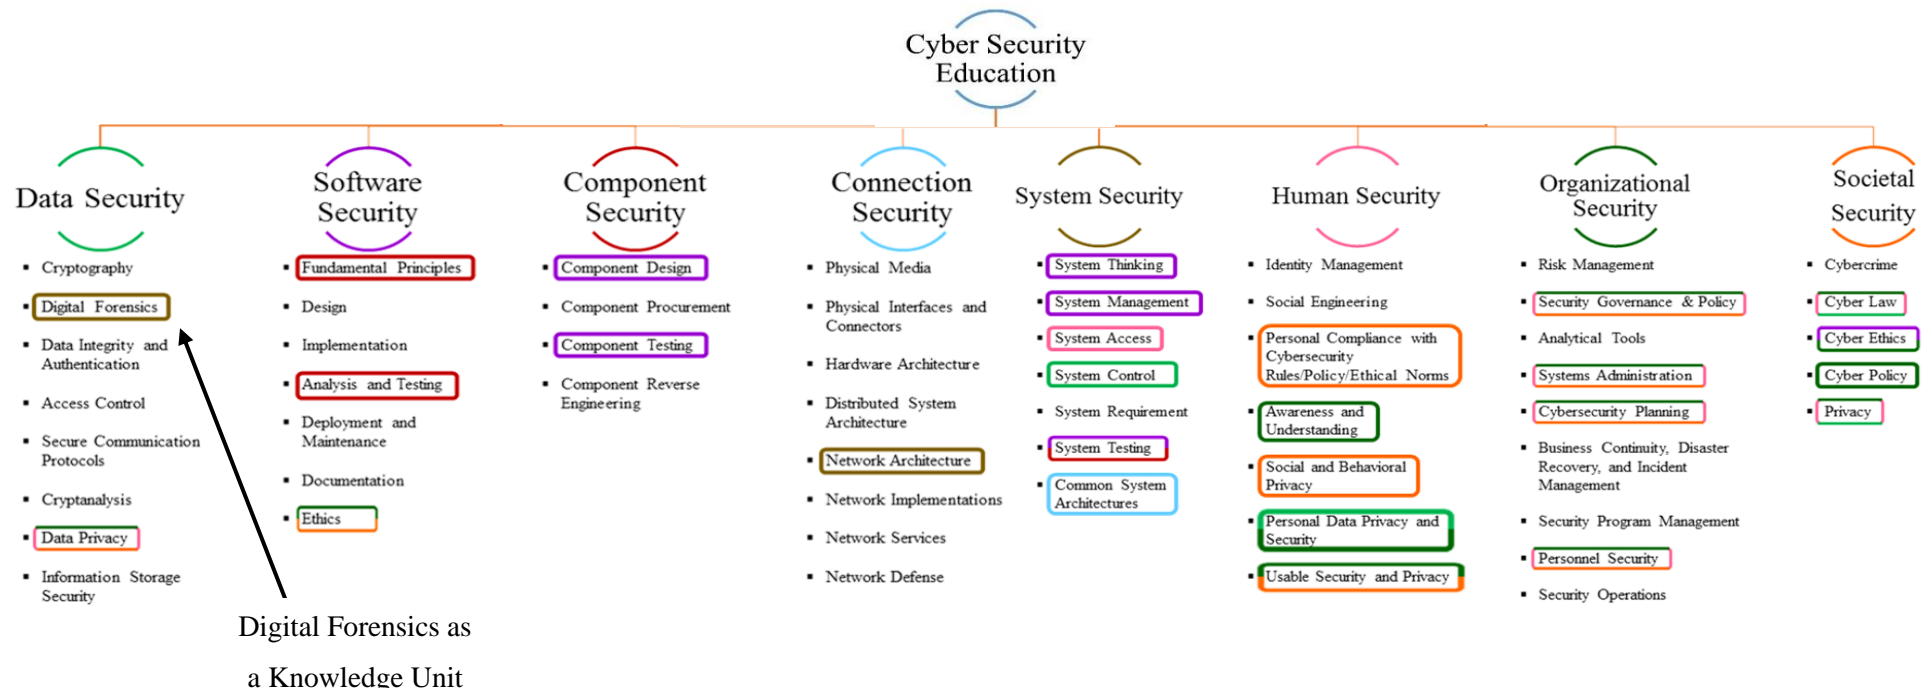 Cyber Security
Education
Data Security
▪ Cryptography
▪ Digital Forensics
▪ Data Integrity and
Authentication
▪ Access Control
▪ Secure Communication
Protocols
▪ Cryptanalysis
▪ Data Privacy
▪ Information Storage
Security
Software
Security
▪ Fundamental Principles
▪ Design
▪ Implementation
▪ Analysis and Testing
▪ Deployment and
Maintenance
▪ Documentation
▪ Ethics
Component
Security
▪ Component Design
▪ Component Procurement
▪ Component Testing
▪ Component Reverse
Engineering
Connection
Security
▪ Physical Media
▪ Physical Interfaces and
Connectors
▪ Hardware Architecture
▪ Distributed System
Architecture
▪ Network Architecture
▪ Network Implementations
▪ Network Services
▪ Network Defense
System Security
▪ System Thinking
▪ System Management
▪ System Access
▪ System Control
▪ System Requirement
▪ System Testing
▪ Common System
Architectures
Human Security
▪ Identity Management
▪ Social Engineering
▪ Personal Compliance with
Cybersecurity
Rules/Policy/Ethical Norms
▪ Awareness and
Understanding
▪ Social and Behavioral
Privacy
▪ Personal Data Privacy and
Security
▪ Usable Security and Privacy
Organizational
Security
▪ Risk Management
▪ Security Governance & Policy
▪ Analytical Tools
▪ Systems Administration
▪ Cybersecurity Planning
▪ Business Continuity, Disaster
Recovery, and Incident
Management
▪ Security Program Management
▪ Personnel Security
▪ Security Operations
Societal
Security
▪ Cybercrime
▪ Cyber Law
▪ Cyber Ethics
▪ Cyber Policy
▪ Privacy
Digital Forensics as
a Knowledge Unit